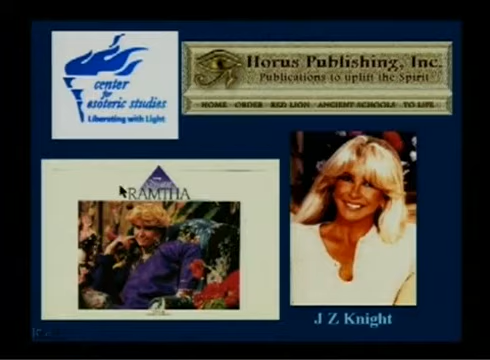 center
for
esoteric studies
Liberating with Light
Horus Publishing, Inc.
Publications to uplift the Spirit
HOME ORDER RED LION ANCIENT SCHOOLS TO LIFE
RAMTHA
J Z Knight